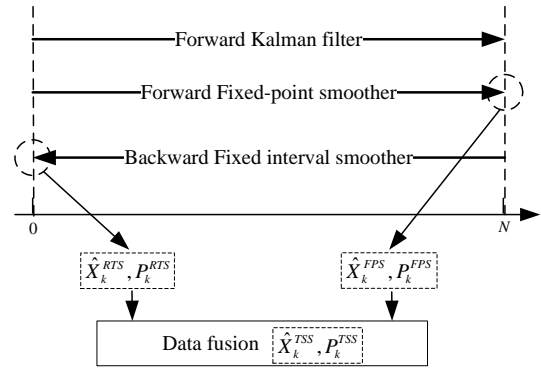 Forward Kalman filter
Forward Fixed-point smoother
Backward Fixed interval smoother
0
N
X̂_k^{RTS}, P_k^{RTS}
X̂_k^{FPS}, P_k^{FPS}
Data fusion X̂_k^{TSS}, P_k^{TSS}